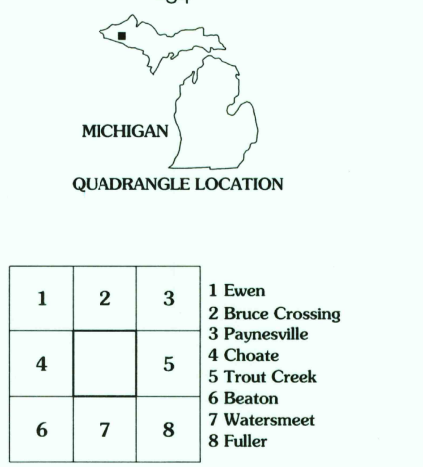 MICHIGAN
QUADRANGLE LOCATION
1 2 3
4 5
6 7 8
1 Ewen
2 Bruce Crossing
3 Paynesville
4 Choate
5 Trout Creek
6 Beaton
7 Watersmeet
8 Fuller